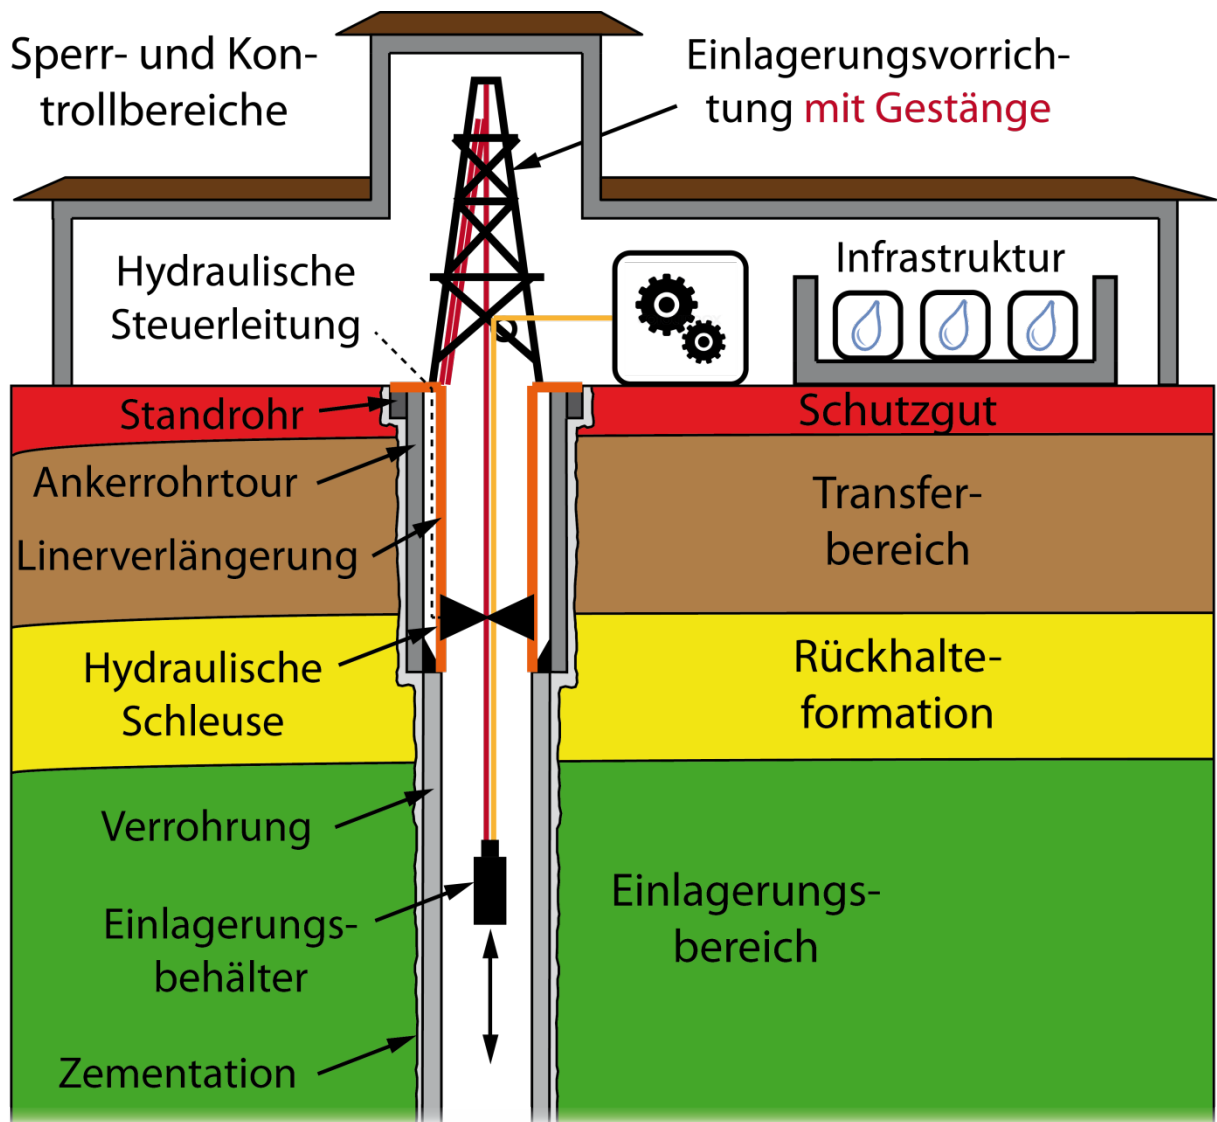 Sperr- und Kon-
trollbereiche
Einlagerungsvorrich-
tung mit Gestänge
Hydraulische
Steuerleitung
Infrastruktur
Standrohr
Schutzgut
Ankerrohrtour
Transfer-
bereich
Linerverlängerung
Hydraulische
Schleuse
Rückhalte-
formation
Verrohrung
Einlagerungs-
behälter
Einlagerungs-
bereich
Zementation